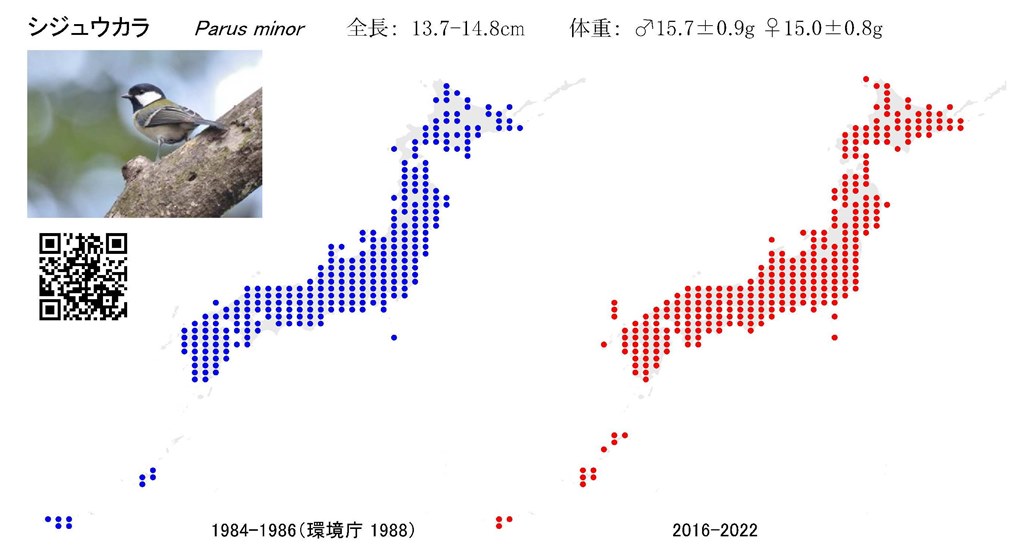 シジュウカラ Parus minor 全長： 13.7-14.8cm 体重： ♂15.7±0.9g ♀15.0±0.8g
1984-1986（環境庁 1988） 2016-2022